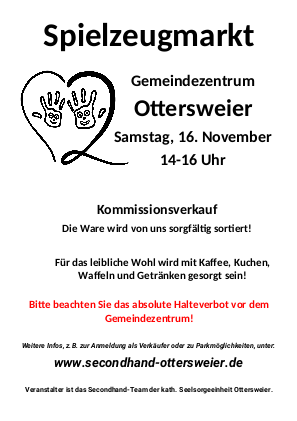 Spielzeugmarkt
Gemeindezentrum
Ottersweier
Samstag, 16. November
14-16 Uhr
Kommissionsverkauf
Die Ware wird von uns sorgfältig sortiert!
Für das leibliche Wohl wird mit Kaffee, Kuchen,
Waffeln und Getränken gesorgt sein!
Bitte beachten Sie das absolute Halteverbot vor dem
Gemeindezentrum!
Weitere Infos, z. B. zur Anmeldung als Verkäufer oder zu Parkmöglichkeiten, unter:
www.secondhand-ottersweier.de
Veranstalter ist das Secondhand-Team der kath. Seelsorgeeinheit Ottersweier.